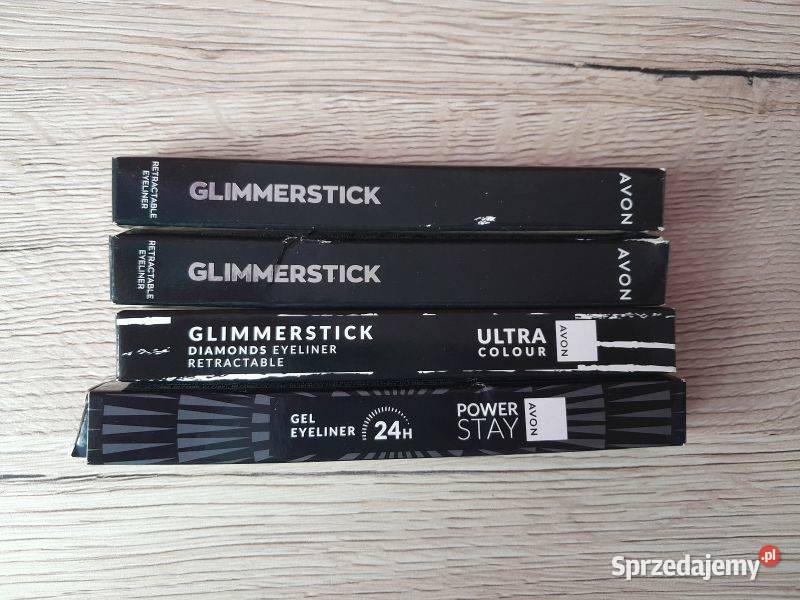 RETRACTABLE
EYELINER
GLIMMERSTICK
AVON
RETRACTABLE
EYELINER
GLIMMERSTICK
AVON
GLIMMERSTICK
DIAMONDS EYELINER
RETRACTABLE
ULTRA
COLOUR
AVON
GEL
EYELINER
24H
POWER
STAY
AVON
Sprzedajemy.pl